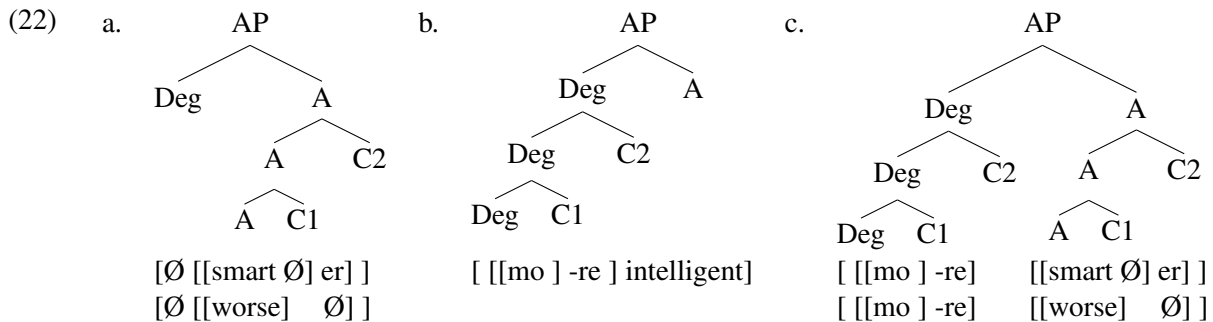 (22) a. AP b. AP c. AP
Deg A Deg A Deg A
A C2 Deg C2 Deg C2 A C2
A C1 Deg C1 Deg C1 A C1
[Ø [[smart Ø] er] ] [ [[mo ] -re ] intelligent] [ [[mo ] -re] [[smart Ø] er] ]
[Ø [[worse] Ø] ] [ [[mo ] -re] [[worse] Ø] ]